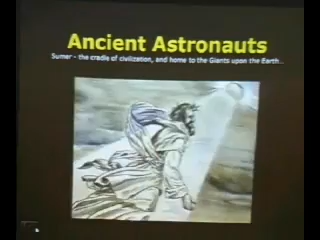 Ancient Astronauts
Sumer - the cradle of civilization, and home to the Giants upon the Earth..